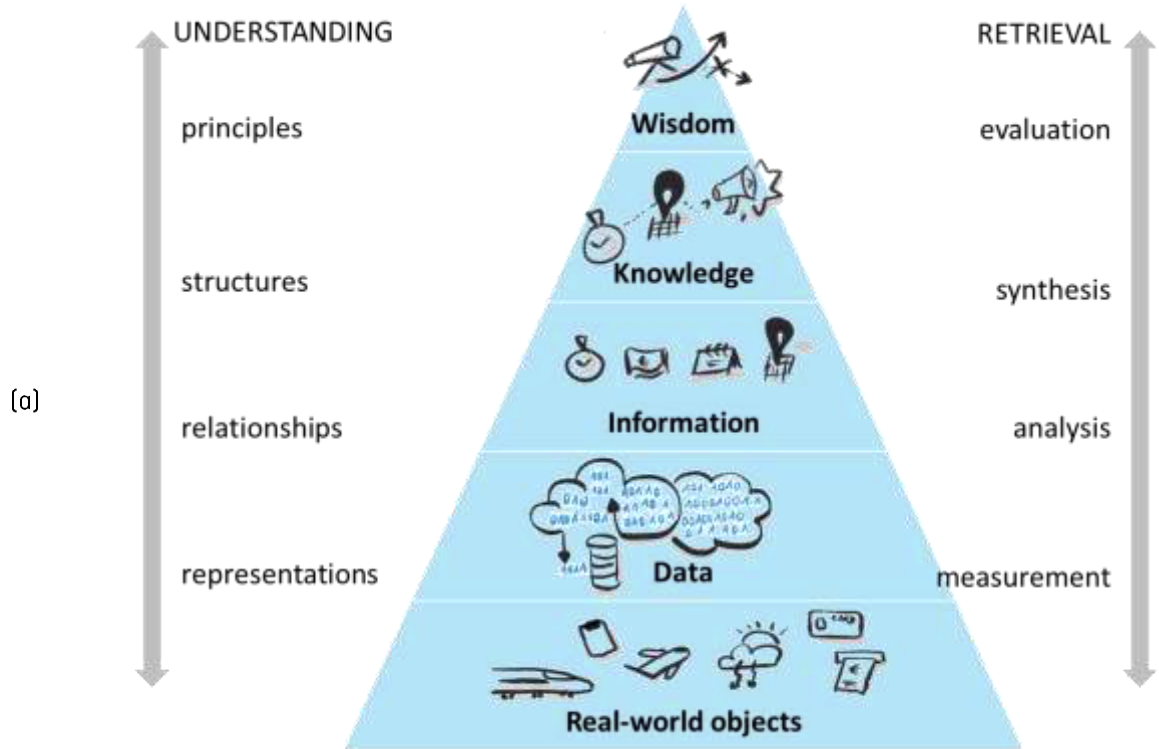 UNDERSTANDING
RETRIEVAL
principles
Wisdom
evaluation
structures
Knowledge
synthesis
(a)
relationships
Information
analysis
representations
Data
measurement
Real-world objects